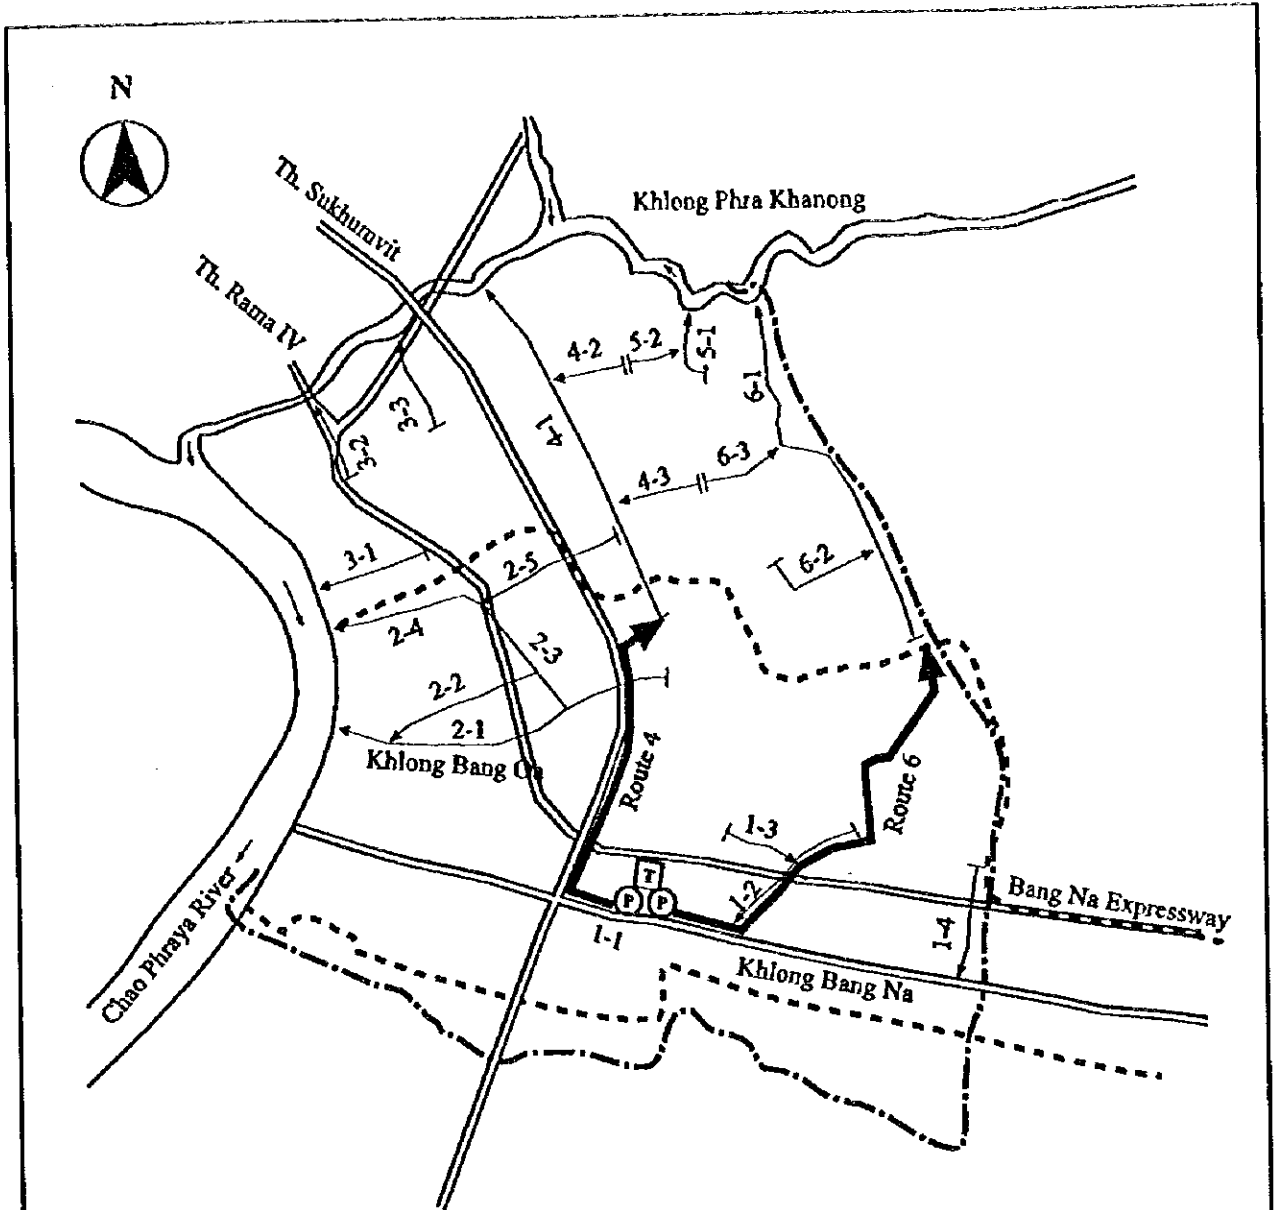 N
Th. Sukhumvit
Khlong Phra Khanong
Th. Rama IV
4-2
5-2
5-1
6-1
3-3
4-1
3-2
6-3
4-3
3-1
2-5
6-2
2-4
2-3
2-2
2-1
Khlong Bang Oa
Route 4
Route 6
1-3
T
P
P
1-2
Bang Na Expressway
1-1
1-4
Khlong Bang Na
Chao Phraya River